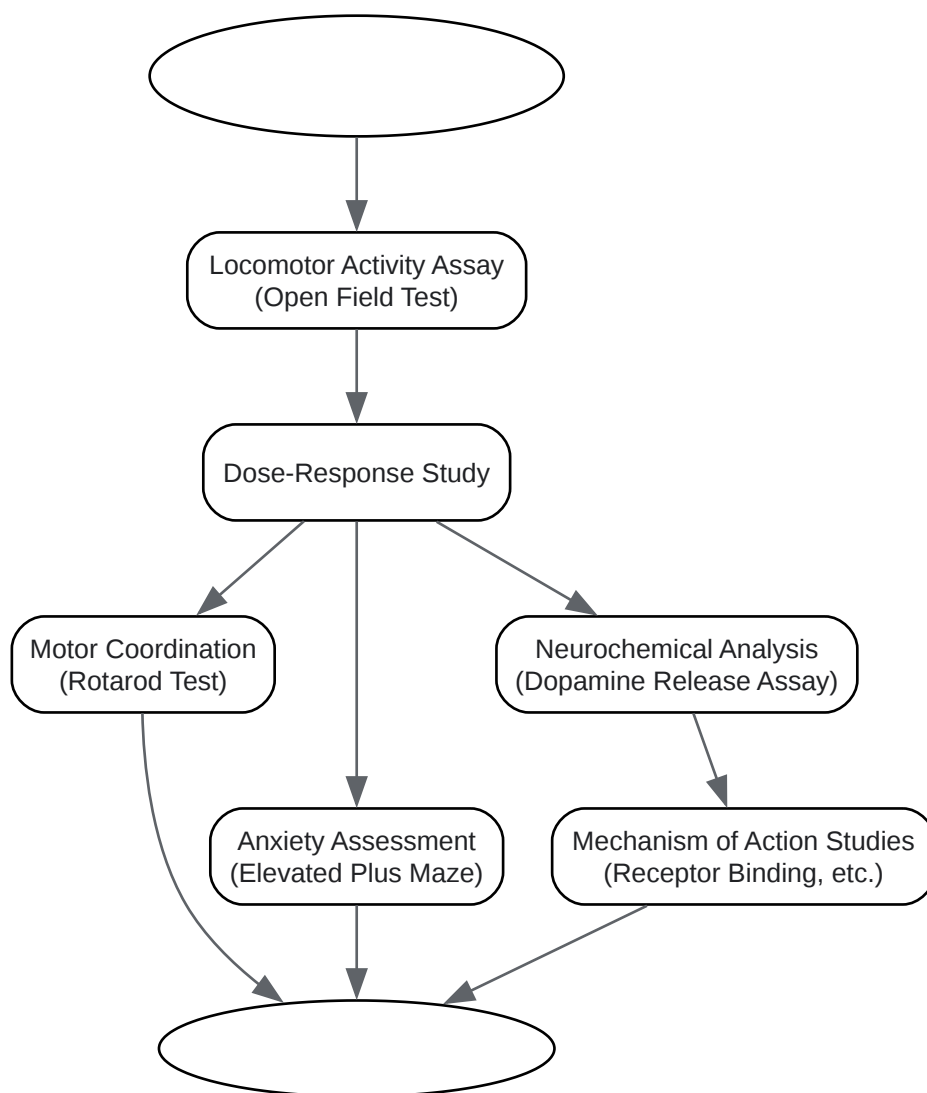 Locomotor Activity Assay
(Open Field Test)
Dose-Response Study
Motor Coordination
(Rotarod Test)
Neurochemical Analysis
(Dopamine Release Assay)
Anxiety Assessment
(Elevated Plus Maze)
Mechanism of Action Studies
(Receptor Binding, etc.)